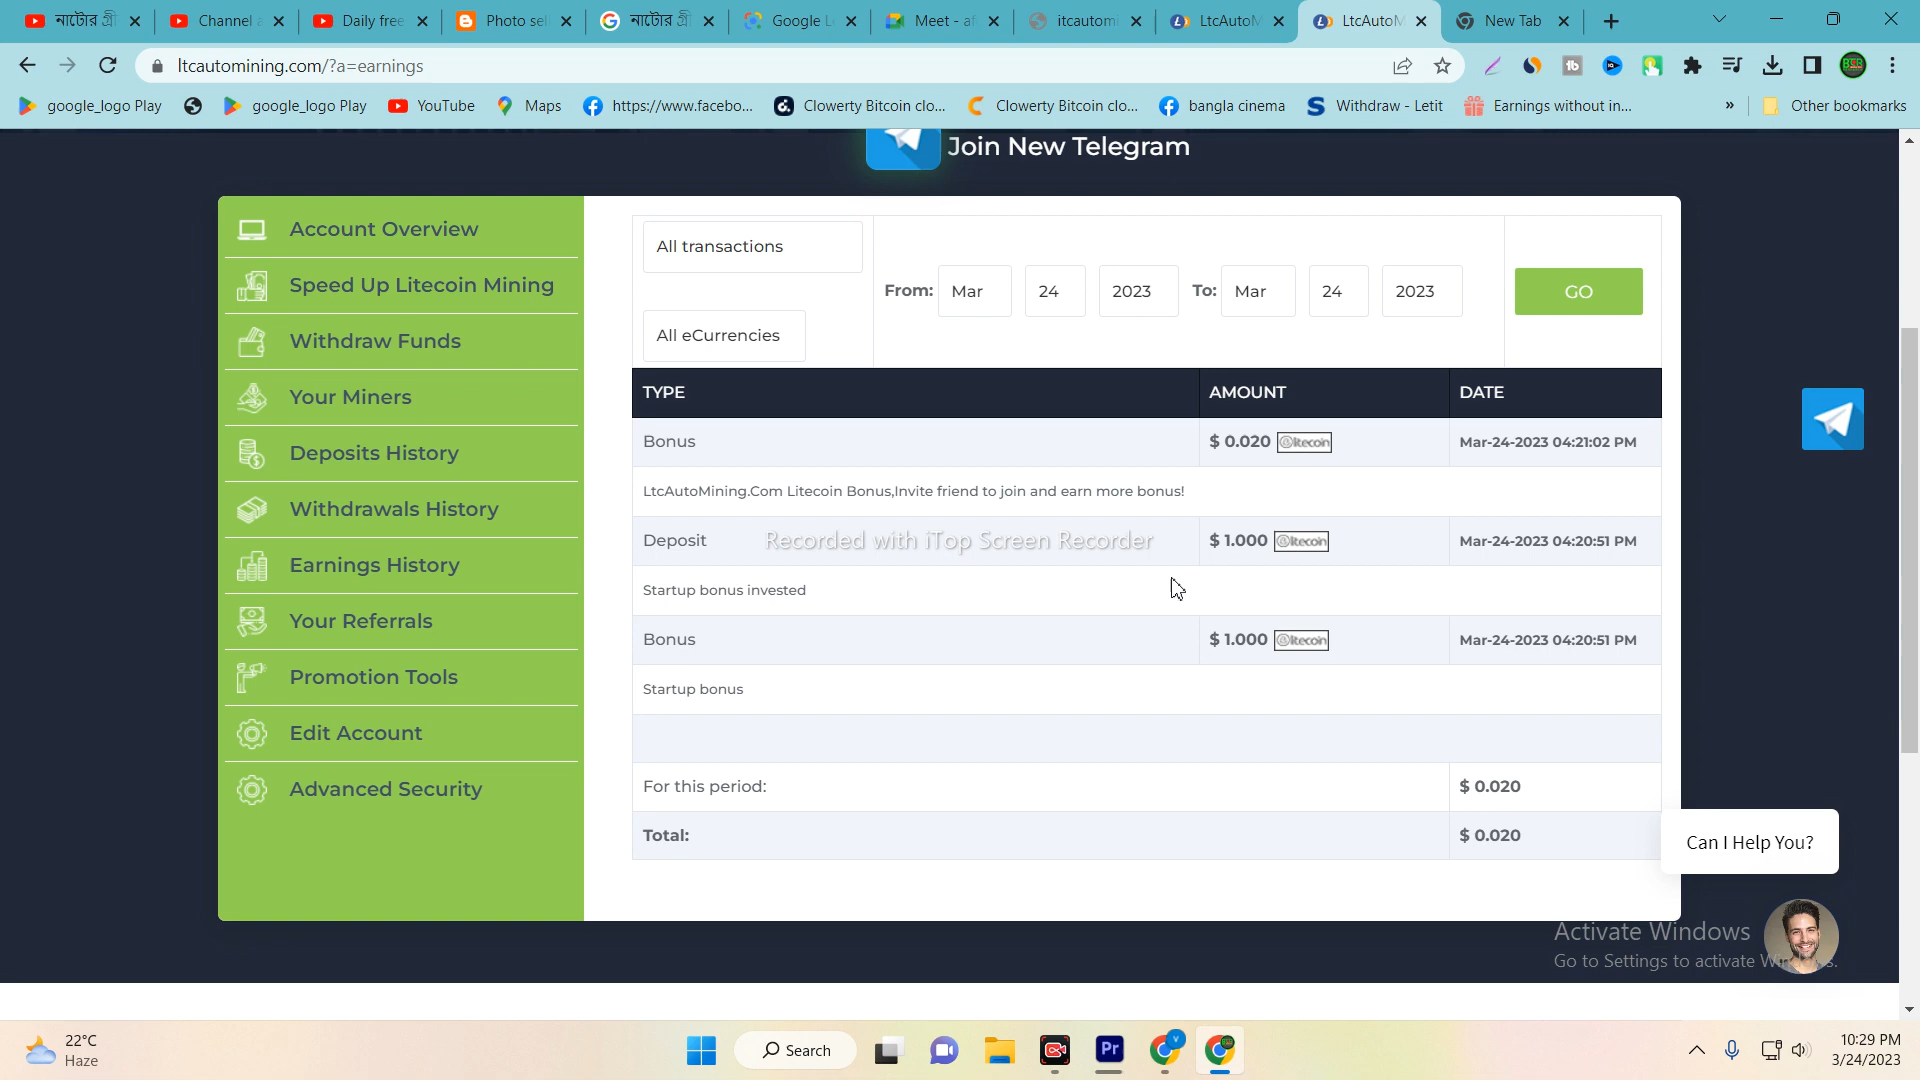 নাটোর গ্রী
Channel
Daily free
Photo sel
নাটোর গ্রী
Google L
Meet - a
itcautomi
LtcAutoM
LtcAutoM
New Tab
ltcautomining.com/?a=earnings
google_logo Play
google_logo Play
YouTube
Maps
https://www.facebo...
Clowerty Bitcoin clo...
Clowerty Bitcoin clo...
bangla cinema
Withdraw - Letit
Earnings without in...
»
Other bookmarks
Join New Telegram
Account Overview
Speed Up Litecoin Mining
Withdraw Funds
Your Miners
Deposits History
Withdrawals History
Earnings History
Your Referrals
Promotion Tools
Edit Account
Advanced Security
All transactions
All eCurrencies
From: Mar 24 2023 To: Mar 24 2023
GO
TYPE AMOUNT DATE
Bonus $ 0.020 litecoin Mar-24-2023 04:21:02 PM
LtcAutoMining.Com Litecoin Bonus,Invite friend to join and earn more bonus!
Deposit $ 1.000 litecoin Mar-24-2023 04:20:51 PM
Recorded with iTop Screen Recorder
Startup bonus invested
Bonus $ 1.000 litecoin Mar-24-2023 04:20:51 PM
Startup bonus
For this period: $ 0.020
Total: $ 0.020
Can I Help You?
Activate Windows
Go to Settings to activate Windows.
22°C
Haze
Search
Pr
10:29 PM
3/24/2023